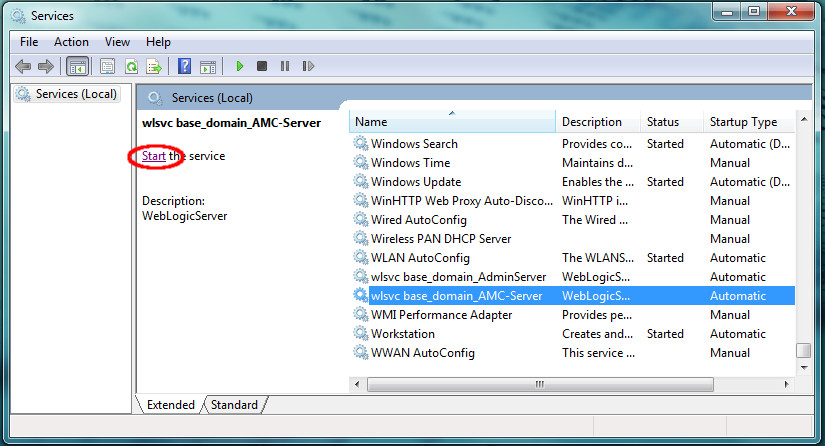 Services
File Action View Help
Services (Local)
Services (Local)
wlsvc base_domain_AMC-Server
Start the service
Description:
WebLogicServer
Name Description Status Startup Type
Windows Search Provides co... Started Automatic (D...
Windows Time Maintains d... Manual
Windows Update Enables the ... Started Automatic (D...
WinHTTP Web Proxy Auto-Disco... WinHTTP i... Manual
Wired AutoConfig The Wired ... Manual
Wireless PAN DHCP Server Manual
WLAN AutoConfig The WLANS... Started Automatic
wlsvc base_domain_AdminServer WebLogicS... Automatic
wlsvc base_domain_AMC-Server WebLogicS... Automatic
WMI Performance Adapter Provides pe... Manual
Workstation Creates and... Started Automatic
WWAN AutoConfig This service ... Manual
Extended Standard